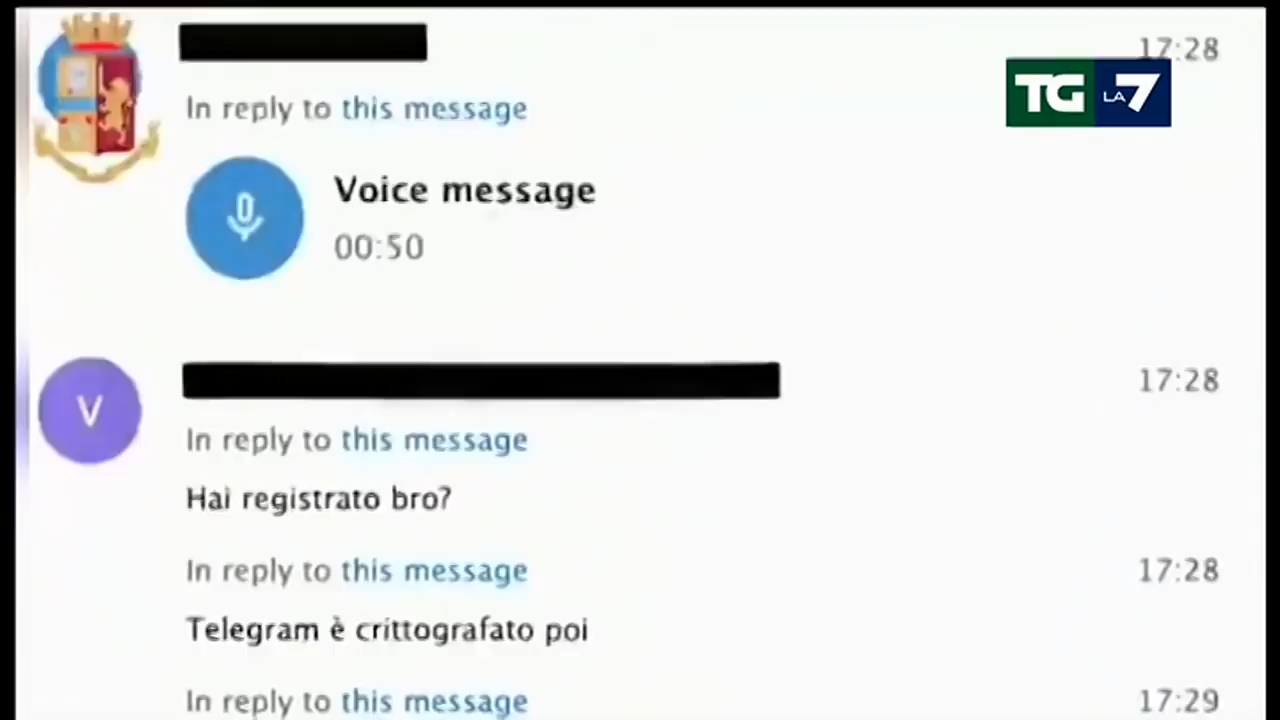 17:28
TG LA7
In reply to this message
Voice message
00:50
V
17:28
In reply to this message
Hai registrato bro?
In reply to this message
17:28
Telegram è crittografato poi
In reply to this message
17:29